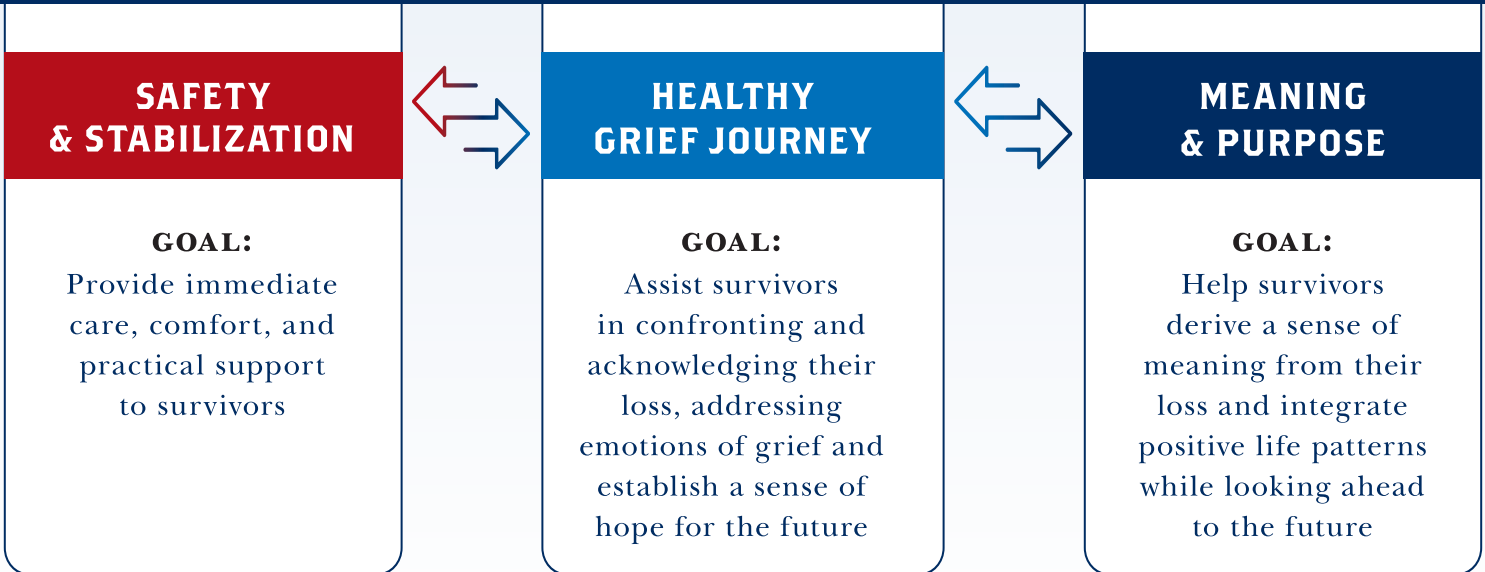 SAFETY
& STABILIZATION
GOAL:
Provide immediate
care, comfort, and
practical support
to survivors
HEALTHY
GRIEF JOURNEY
GOAL:
Assist survivors
in confronting and
acknowledging their
loss, addressing
emotions of grief and
establish a sense of
hope for the future
MEANING
& PURPOSE
GOAL:
Help survivors
derive a sense of
meaning from their
loss and integrate
positive life patterns
while looking ahead
to the future